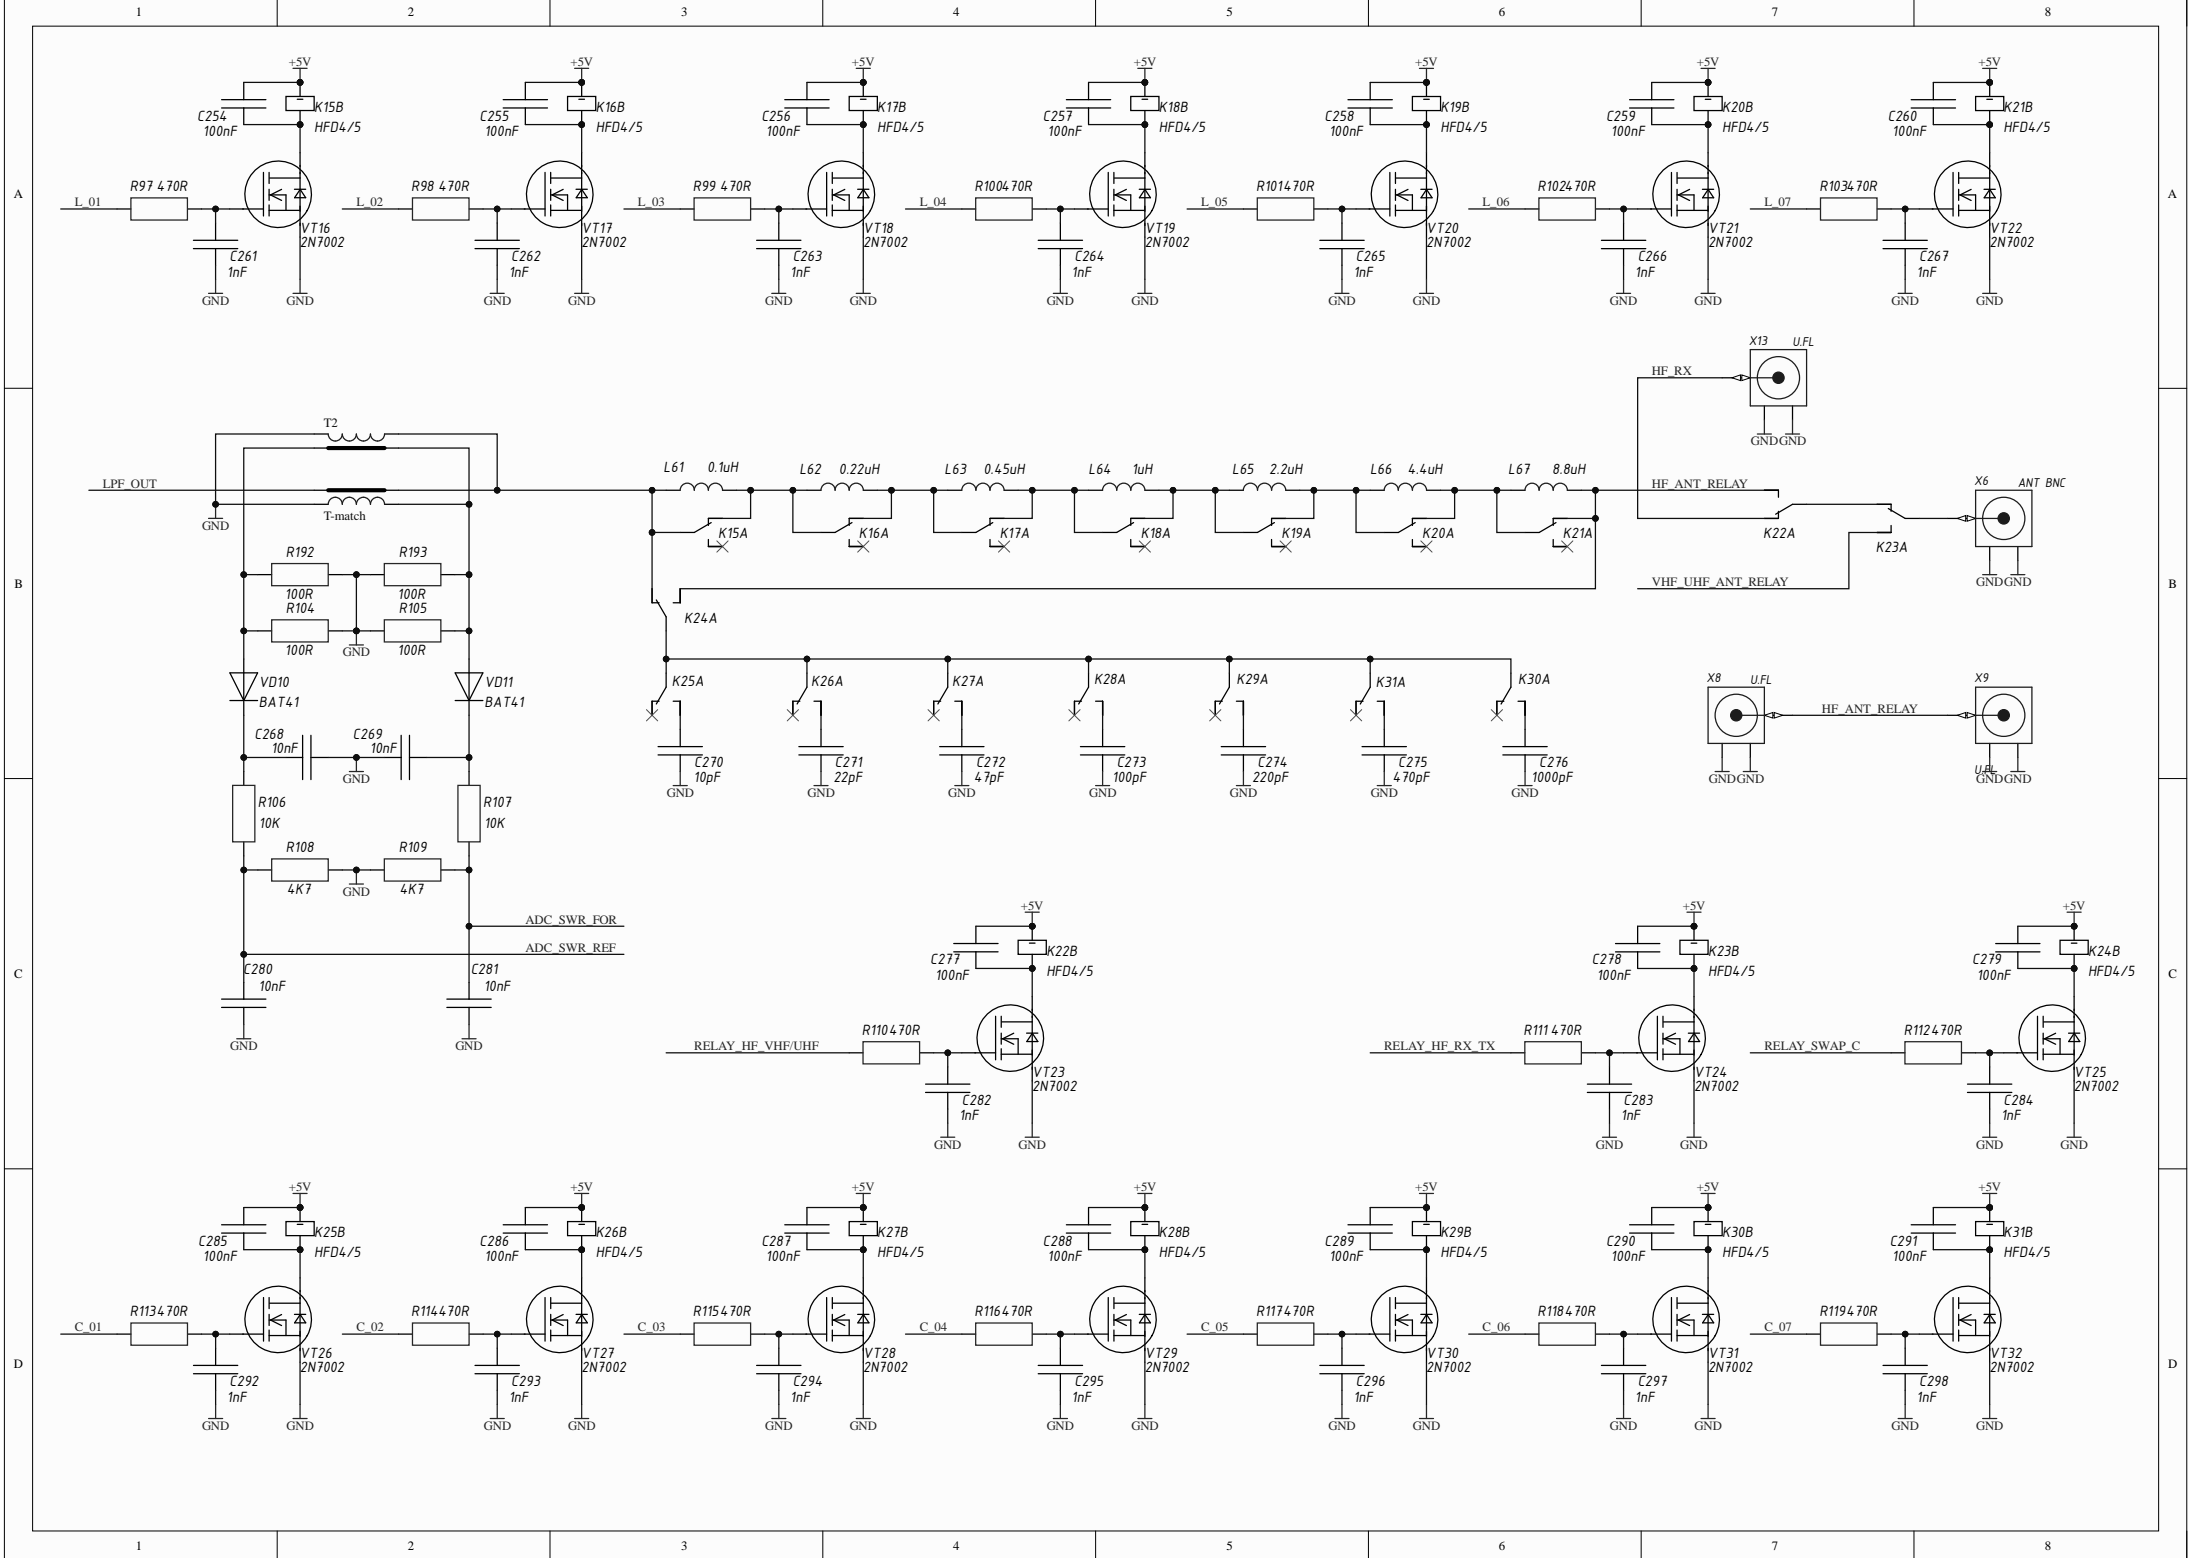 1 2 3 4 5 6 7 8
+5V +5V +5V +5V +5V +5V +5V
K15B K16B K17B K18B K19B K20B K21B
C254 C255 C256 C257 C258 C259 C260
100nF HFD4/5 100nF HFD4/5 100nF HFD4/5 100nF HFD4/5 100nF HFD4/5 100nF HFD4/5 100nF HFD4/5
A R97 470R R98 470R R99 470R R100470R R101470R R102470R R103470R A
L_01 L_02 L_03 L_04 L_05 L_06 L_07
VT16 VT17 VT18 VT19 VT20 VT21 VT22
2N7002 2N7002 2N7002 2N7002 2N7002 2N7002 2N7002
C261 C262 C263 C264 C265 C266 C267
1nF 1nF 1nF 1nF 1nF 1nF 1nF
GND GND GND GND GND GND GND GND GND GND GND GND GND GND
X13 U.FL
HF_RX
T2
GND GND
L61 0.1uH L62 0.22uH L63 0.45uH L64 1uH L65 2.2uH L66 4.4uH L67 8.8uH
LPF_OUT HF_ANT_RELAY X6 ANT BNC
GND T-match
K15A K16A K17A K18A K19A K20A K21A K22A K23A
R192 R193
100R 100R
B VHF_UHF_ANT_RELAY GND GND B
R104 R105
K24A
100R GND 100R
VD10 VD11 K25A K26A K27A K28A K29A K31A K30A X8 U.FL X9
BAT41 BAT41
HF_ANT_RELAY
C268 C269
10nF 10nF
GND
C270 C271 C272 C273 C274 C275 C276
10pF 22pF 47pF 100pF 220pF 470pF 1000pF
U.FL
GND GND GND GND
GND GND GND GND GND GND GND
R106 R107
10K 10K
R108 R109
4K7 GND 4K7
ADC_SWR_FOR
ADC_SWR_REF
+5V +5V +5V
K22B K23B K24B
C277 C278 C279
100nF HFD4/5 100nF HFD4/5 100nF HFD4/5
C C280 C281 C
10nF 10nF
GND GND
R110470R R111470R R112470R
RELAY_HF_VHF/UHF RELAY_HF_RX_TX RELAY_SWAP_C
VT23 VT24 VT25
2N7002 2N7002 2N7002
C282 C283 C284
1nF 1nF 1nF
GND GND GND GND GND GND
+5V +5V +5V +5V +5V +5V +5V
K25B K26B K27B K28B K29B K30B K31B
C285 C286 C287 C288 C289 C290 C291
100nF HFD4/5 100nF HFD4/5 100nF HFD4/5 100nF HFD4/5 100nF HFD4/5 100nF HFD4/5 100nF HFD4/5
R113470R R114470R R115470R R116470R R117470R R118470R R119470R
C_01 C_02 C_03 C_04 C_05 C_06 C_07
D VT26 VT27 VT28 VT29 VT30 VT31 VT32 D
2N7002 2N7002 2N7002 2N7002 2N7002 2N7002 2N7002
C292 C293 C294 C295 C296 C297 C298
1nF 1nF 1nF 1nF 1nF 1nF 1nF
GND GND GND GND GND GND GND GND GND GND GND GND GND GND
1 2 3 4 5 6 7 8